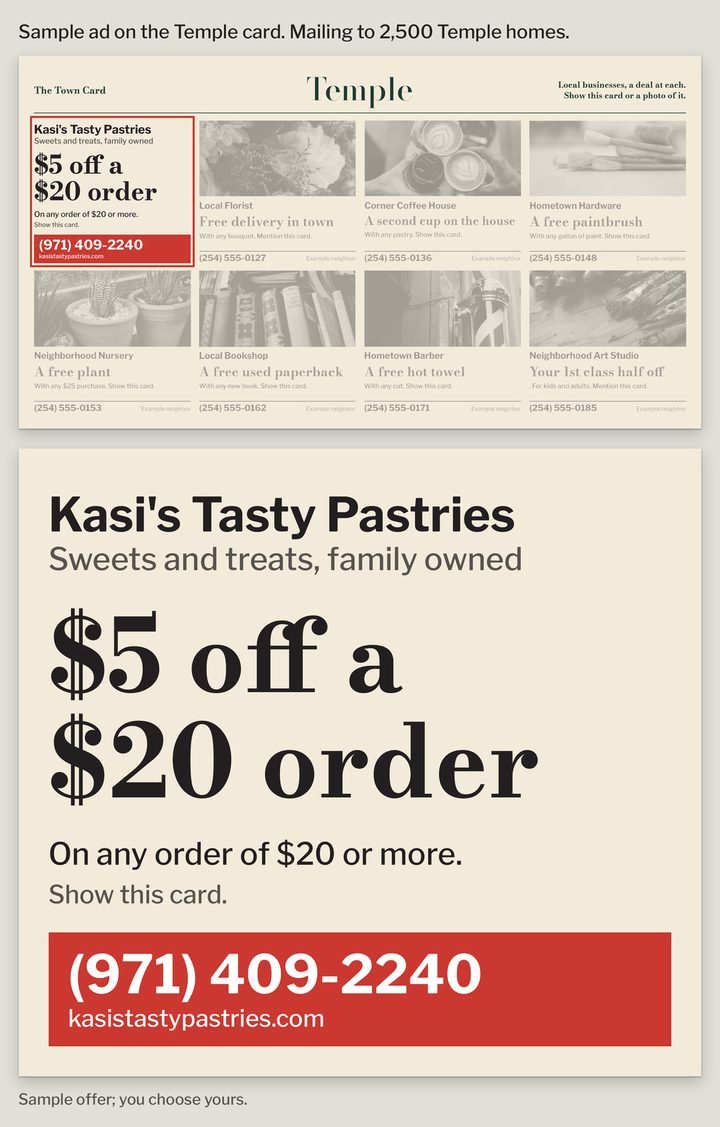 Sample ad on the Temple card. Mailing to 2,500 Temple homes.
The Town Card
Temple
Local businesses, a deal at each.
Show this card or a photo of it.
Kasi's Tasty Pastries
Sweets and treats, family owned
$5 off a
$20 order
On any order of $20 or more.
Show this card.
(971) 409-2240
kasistastypastries.com
Local Florist
Free delivery in town
With any bouquet. Mention this card.
(254) 555-0127
Example neighbor
Corner Coffee House
A second cup on the house
With any pastry. Show this card.
(254) 555-0136
Example neighbor
Hometown Hardware
A free paintbrush
With any gallon of paint. Show this card.
(254) 555-0148
Example neighbor
Neighborhood Nursery
A free plant
With any $25 purchase. Show this card.
(254) 555-0153
Example neighbor
Local Bookshop
A free used paperback
With any new book. Show this card.
(254) 555-0162
Example neighbor
Hometown Barber
A free hot towel
With any cut. Show this card.
(254) 555-0171
Example neighbor
Neighborhood Art Studio
Your 1st class half off
For kids and adults. Mention this card.
(254) 555-0185
Example neighbor
Kasi's Tasty Pastries
Sweets and treats, family owned
$5 off a
$20 order
On any order of $20 or more.
Show this card.
(971) 409-2240
kasistastypastries.com
Sample offer; you choose yours.